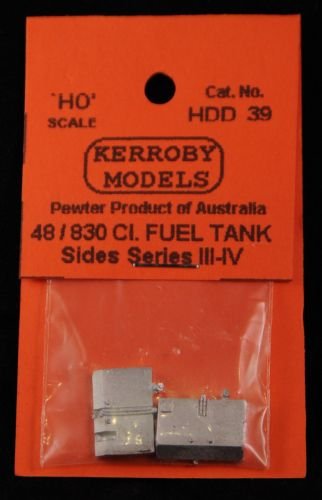 'HO'
SCALE
Cat. No.
HDD 39
KERROBY
MODELS
Pewter Product of Australia
48 / 830 Cl. FUEL TANK
Sides Series III-IV